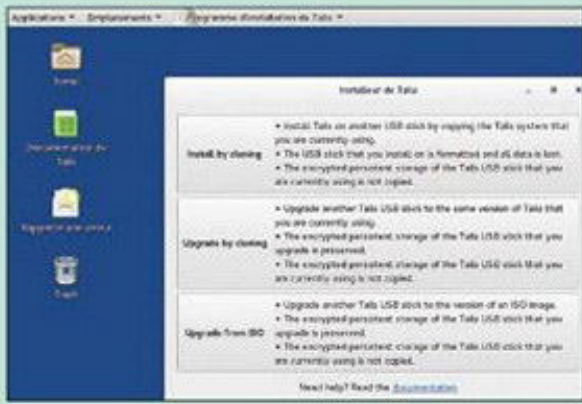 Applications Emplacements Programme d'installation de Tails
Installeur de Tails
Documentation de
Tails
Trash
Install by cloning
• Install Tails on another USB stick by copying the Tails system that
you are currently using.
• The USB stick that you install on is formatted and all data is lost.
• The encrypted persistent storage of the Tails USB stick that you
are currently using is not copied.
Upgrade by cloning
• Upgrade another Tails USB stick to the same version of Tails that
you are currently using.
• The encrypted persistent storage of the Tails USB stick that you
upgrade is preserved.
• The encrypted persistent storage of the Tails USB stick that you
are currently using is not copied.
Upgrade from ISO
• Upgrade another Tails USB stick to the version of an ISO image.
• The encrypted persistent storage of the Tails USB stick that you
upgrade is preserved.
• The encrypted persistent storage of the Tails USB stick that you
are currently using is not copied.
Need help? Read the documentation